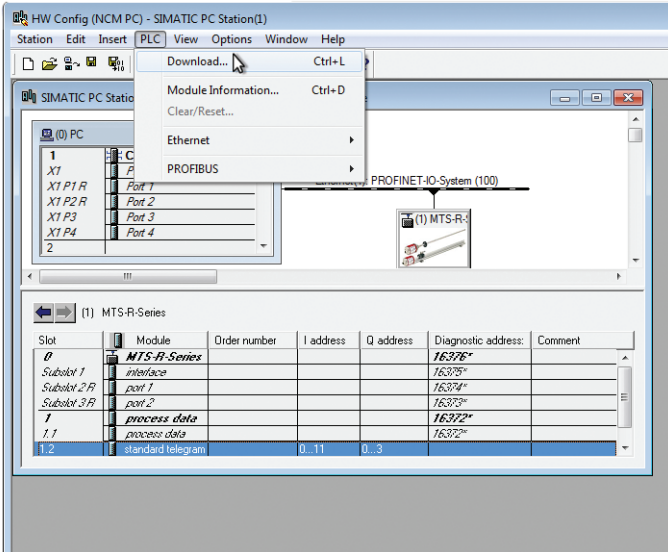 HW Config (NCM PC) - SIMATIC PC Station(1)
Station Edit Insert PLC View Options Window Help
Download... Ctrl+L
Module Information... Ctrl+D
Clear/Reset...
Ethernet
PROFIBUS
SIMATIC PC Statio
(0) PC
1 C
X1 P
X1 P1 R Port 1
X1 P2 R Port 2
X1 P3 Port 3
X1 P4 Port 4
2
PROFINET-IO-System (100)
(1) MTS-R-S
(1) MTS-R-Series
Slot Module Order number I address Q address Diagnostic address: Comment
0 MTS-R-Series 16376*
Subslot 1 interface 16375*
Subslot 2 R port 1 16374*
Subslot 3 R port 2 16373*
1 process data 16372*
1.1 process data 16372*
1.2 standard telegram 0...11 0...3